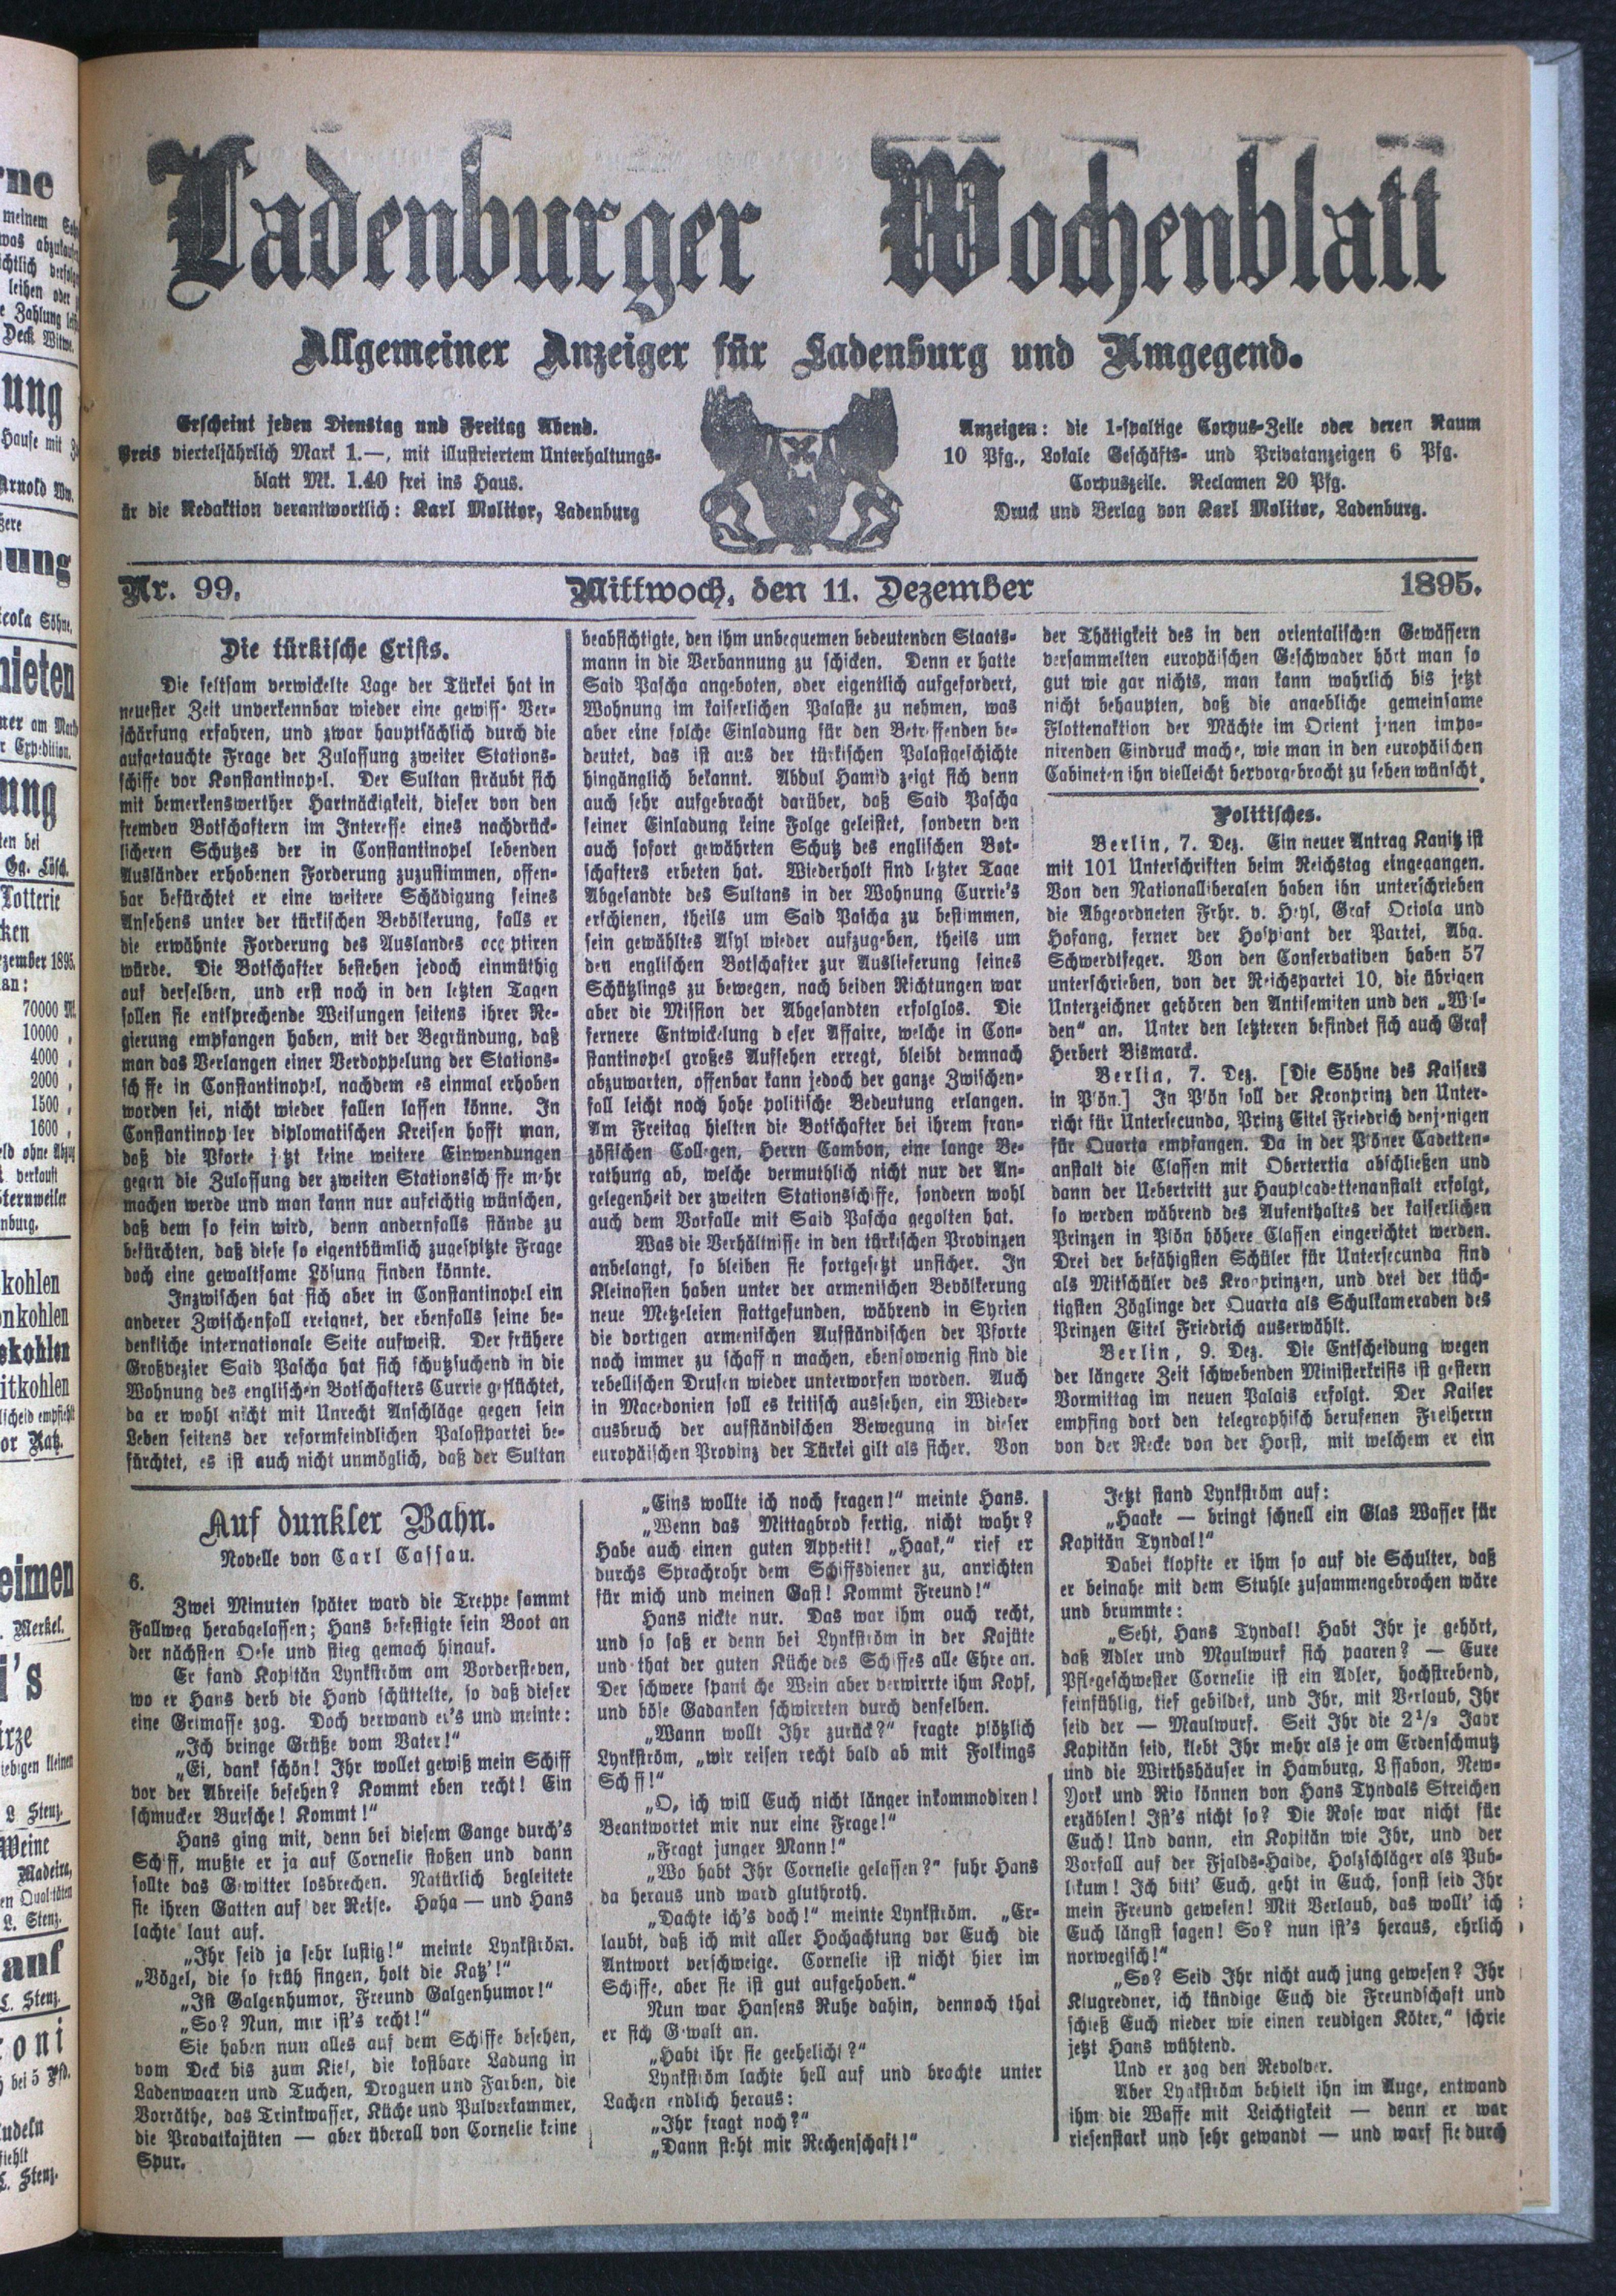 Ladenburger Wochenblatt
Allgemeiner Anzeiger für Ladenburg und Umgegend.
Erscheint jeden Dienstag und Freitag Abend.
Preis vierteljährlich Mark 1.—, mit illustriertem Unterhaltungs-
blatt Mk. 1.40 frei ins Haus.
für die Redaktion verantwortlich: Karl Molitor, Ladenburg
Anzeigen: die 1-spaltige Corpus-Zeile oder deren Raum
10 Pfg., Lokale Geschäfts- und Privatanzeigen 6 Pfg.
Corpuszeile. Reclamen 20 Pfg.
Druck und Verlag von Karl Molitor, Ladenburg.
Nr. 99. Mittwoch, den 11. Dezember 1895.
Die türkische Crisis.
Die seltsam verwickelte Lage der Türkei hat in
neuester Zeit unverkennbar wieder eine gewisse Ver-
schärfung erfahren, und zwar hauptsächlich durch die
aufgetauchte Frage der Zulassung zweiter Stations-
schiffe vor Konstantinopel. Der Sultan sträubt sich
mit bemerkenswerther Hartnäckigkeit, dieser von den
fremden Botschaftern im Interesse eines nachdrück-
licheren Schutzes der in Constantinopel lebenden
Ausländer erhobenen Forderung zuzustimmen, offen-
bar befürchtet er eine weitere Schädigung seines
Ansehens unter der türkischen Bevölkerung, falls er
die erwähnte Forderung des Auslandes acceptiren
würde. Die Botschafter bestehen jedoch einmüthig
auf derselben, und erst noch in den letzten Tagen
sollen sie entsprechende Weisungen seitens ihrer Re-
gierung empfangen haben, mit der Begründung, daß
man das Verlangen einer Verdoppelung der Stations-
schiffe in Constantinopel, nachdem es einmal erhoben
worden sei, nicht wieder fallen lassen könne. In
Constantinopler diplomatischen Kreisen hofft man,
daß die Pforte jetzt keine weitere Einwendungen
gegen die Zulassung der zweiten Stationsschiffe mehr
machen werde und man kann nur aufrichtig wünschen,
daß dem so sein wird, denn andernfalls stände zu
befürchten, daß diese so eigenthümlich zugespitzte Frage
doch eine gewaltsame Lösung finden könnte.
Inzwischen hat sich aber in Constantinopel ein
anderer Zwischenfall ereignet, der ebenfalls seine be-
denkliche internationale Seite aufweist. Der frühere
Großvezier Said Pascha hat sich schutzsuchend in die
Wohnung des englischen Botschafters Currie geflüchtet,
da er wohl nicht mit Unrecht Anschläge gegen sein
Leben seitens der reformfeindlichen Palastpartei be-
fürchtet, es ist auch nicht unmöglich, daß der Sultan
beabsichtigte, den ihm unbequemen bedeutenden Staats-
mann in die Verbannung zu schicken. Denn er hatte
Said Pascha angeboten, oder eigentlich aufgefordert,
Wohnung im kaiserlichen Palaste zu nehmen, was
aber eine solche Einladung für den Betreffenden be-
deutet, das ist aus der türkischen Palastgeschichte
hingänglich bekannt. Abdul Hamid zeigt sich denn
auch sehr aufgebracht darüber, daß Said Pascha
seiner Einladung keine Folge geleistet, sondern den
auch sofort gewährten Schutz des englischen Bot-
schafters erbeten hat. Wiederholt sind letzter Tage
Abgesandte des Sultans in der Wohnung Currie's
erschienen, theils um Said Pascha zu bestimmen,
sein gewähltes Asyl wieder aufzugeben, theils um
den englischen Botschafter zur Auslieferung seines
Schützlings zu bewegen, nach beiden Richtungen war
aber die Mission der Abgesandten erfolglos. Die
fernere Entwickelung dieser Affaire, welche in Con-
stantinopel großes Aufsehen erregt, bleibt demnach
abzuwarten, offenbar kann jedoch der ganze Zwischen-
fall leicht noch hohe politische Bedeutung erlangen.
Am Freitag hielten die Botschafter bei ihrem fran-
zösischen Collegen, Herrn Cambon, eine lange Be-
rathung ab, welche vermuthlich nicht nur der An-
gelegenheit der zweiten Stationsschiffe, sondern wohl
auch dem Vorfalle mit Said Pascha gegolten hat.
Was die Verhältnisse in den türkischen Provinzen
anbelangt, so bleiben sie fortgesetzt unsicher. In
Kleinasien haben unter der armenischen Bevölkerung
neue Metzeleien stattgefunden, während in Syrien
die dortigen armenischen Aufständischen der Pforte
noch immer zu schaffen machen, ebensowenig sind die
rebellischen Drusen wieder unterworfen worden. Auch
in Macedonien soll es kritisch aussehen, ein Wieder-
ausbruch der aufständischen Bewegung in dieser
europäischen Provinz der Türkei gilt als sicher. Von
der Thätigkeit des in den orientalischen Gewässern
versammelten europäischen Geschwader hört man so
gut wie gar nichts, man kann wahrlich bis jetzt
nicht behaupten, daß die angebliche gemeinsame
Flottenaktion der Mächte im Orient jenen impo-
nirenden Eindruck mache, wie man in den europäischen
Cabineten ihn vielleicht hervorgebracht zu sehen wünscht.
Politisches.
Berlin, 7. Dez. Ein neuer Antrag Kanitz ist
mit 101 Unterschriften beim Reichstag eingegangen.
Von den Nationalliberalen haben ihn unterschrieben
die Abgeordneten Frhr. v. Heyl, Graf Oriola und
Hofang, ferner der Hospiant der Partei, Abg.
Schwerdtfeger. Von den Conservativen haben 57
unterschrieben, von der Reichspartei 10, die übrigen
Unterzeichner gehören den Antisemiten und den „Wil-
den“ an. Unter den letzteren befindet sich auch Graf
Herbert Bismarck.
Berlin, 7. Dez. [Die Söhne des Kaisers
in Plön.] In Plön soll der Kronprinz den Unter-
richt für Untersecunda, Prinz Eitel Friedrich denjenigen
für Quarta empfangen. Da in der Plöner Cadetten-
anstalt die Classen mit Obertertia abschließen und
dann der Uebertritt zur Hauptcadettenanstalt erfolgt,
so werden während des Aufenthaltes der kaiserlichen
Prinzen in Plön höhere Classen eingerichtet werden.
Drei der befähigsten Schüler für Untersecunda sind
als Mitschüler des Kronprinzen, und drei der tüch-
tigsten Zöglinge der Quarta als Schulkameraden des
Prinzen Eitel Friedrich auserwählt.
Berlin, 9. Dez. Die Entscheidung wegen
der längere Zeit schwebenden Ministerkrisis ist gestern
Vormittag im neuen Palais erfolgt. Der Kaiser
empfing dort den telegraphisch berufenen Freiherrn
von der Recke von der Horst, mit welchem er ein
Auf dunkler Bahn.
Novelle von Carl Cassau.
6.
Zwei Minuten später ward die Treppe sammt
Fallweg herabgelassen; Hans befestigte sein Boot an
der nächsten Oese und stieg gemach hinauf.
Er fand Kapitän Lynkström am Vordersteven,
wo er Hans derb die Hand schüttelte, so daß dieser
eine Grimasse zog. Doch verwand er's und meinte:
„Ich bringe Grüße vom Vater!“
„Ei, dank schön! Ihr wollet gewiß mein Schiff
vor der Abreise besehen? Kommt eben recht! Ein
schmucker Bursche! Kommt!“
Hans ging mit, denn bei diesem Gange durch's
Schiff, mußte er ja auf Cornelie stoßen und dann
sollte das Gewitter losbrechen. Natürlich begleitete
sie ihren Gatten auf der Reise. Haha — und Hans
lachte laut auf.
„Ihr seid ja sehr lustig!“ meinte Lynkström.
„Vögel, die so früh singen, holt die Katz'!“
„Ist Galgenhumor, Freund Galgenhumor!“
„So? Nun, mir ist's recht!“
Sie haben nun alles auf dem Schiffe besehen,
vom Deck bis zum Kiel, die kostbare Ladung in
Ladenwaaren und Tuchen, Droguen und Farben, die
Vorräthe, das Trinkwasser, Küche und Pulverkammer,
die Pravatkajüten — aber überall von Cornelie keine
Spur.
„Eins wollte ich noch fragen!“ meinte Hans.
„Wenn das Mittagbrod fertig, nicht wahr?
Habe auch einen guten Appetit! „Haak,“ rief er
durchs Sprachrohr dem Schiffsdiener zu, anrichten
für mich und meinen Gast! Kommt Freund!“
Hans nickte nur. Das war ihm auch recht,
und so saß er denn bei Lynkström in der Kajüte
und that der guten Küche des Schiffes alle Ehre an.
Der schwere spanische Wein aber verwirrte ihm Kopf,
und böse Gadanken schwirrten durch denselben.
„Wann wollt Ihr zurück?“ fragte plötzlich
Lynkström, „wir reisen recht bald ab mit Folkings
Schiff!“
„O, ich will Euch nicht länger inkommodiren!
Beantwortet mir nur eine Frage!“
„Fragt junger Mann!“
„Wo habt Ihr Cornelie gelassen?“ fuhr Hans
da heraus und ward gluthroth.
„Dachte ich's doch!“ meinte Lynkström. „Er-
laubt, daß ich mit aller Hochachtung vor Euch die
Antwort verschweige. Cornelie ist nicht hier im
Schiffe, aber sie ist gut aufgehoben.“
Nun war Hansens Ruhe dahin, dennoch that
er sich Gewalt an.
„Habt ihr sie geehelicht?“
Lynkström lachte hell auf und brachte unter
Lachen endlich heraus:
„Ihr fragt noch?“
„Dann steht mir Rechenschaft!“
Jetzt stand Lynkström auf:
„Haake — bringt schnell ein Glas Wasser für
Kapitän Tyndal!“
Dabei klopfte er ihm so auf die Schulter, daß
er beinahe mit dem Stuhle zusammengebrochen wäre
und brummte:
„Seht, Hans Tyndal! Habt Ihr je gehört,
daß Adler und Maulwurf sich paaren? — Eure
Pflegeschwester Cornelie ist ein Adler, hochstrebend,
feinfühlig, tief gebildet, und Ihr, mit Verlaub, Ihr
seid der — Maulwurf. Seit Ihr die 2 1/2 Jahr
Kapitän seid, klebt Ihr mehr als je am Erdenschmutz
und die Wirthshäuser in Hamburg, Lissabon, New-
York und Rio können von Hans Tyndals Streichen
erzählen! Ist's nicht so? Die Rose war nicht für
Euch! Und dann, ein Kapitän wie Ihr, und der
Vorfall auf der Fjalds-Haide, Holzschläger als Pub-
likum! Ich bitt' Euch, geht in Euch, sonst seid Ihr
mein Freund gewesen! Mit Verlaub, das wollt' ich
Euch längst sagen! So? nun ist's heraus, ehrlich
norwegisch!“
„So? Seid Ihr nicht auch jung gewesen? Ihr
Klugredner, ich kündige Euch die Freundschaft und
schieß Euch nieder wie einen reudigen Köter,“ schrie
jetzt Hans wühtend.
Und er zog den Revolver.
Aber Lynkström behielt ihn im Auge, entwand
ihm die Waffe mit Leichtigkeit — denn er war
riesenstark und sehr gewandt — und warf sie durch